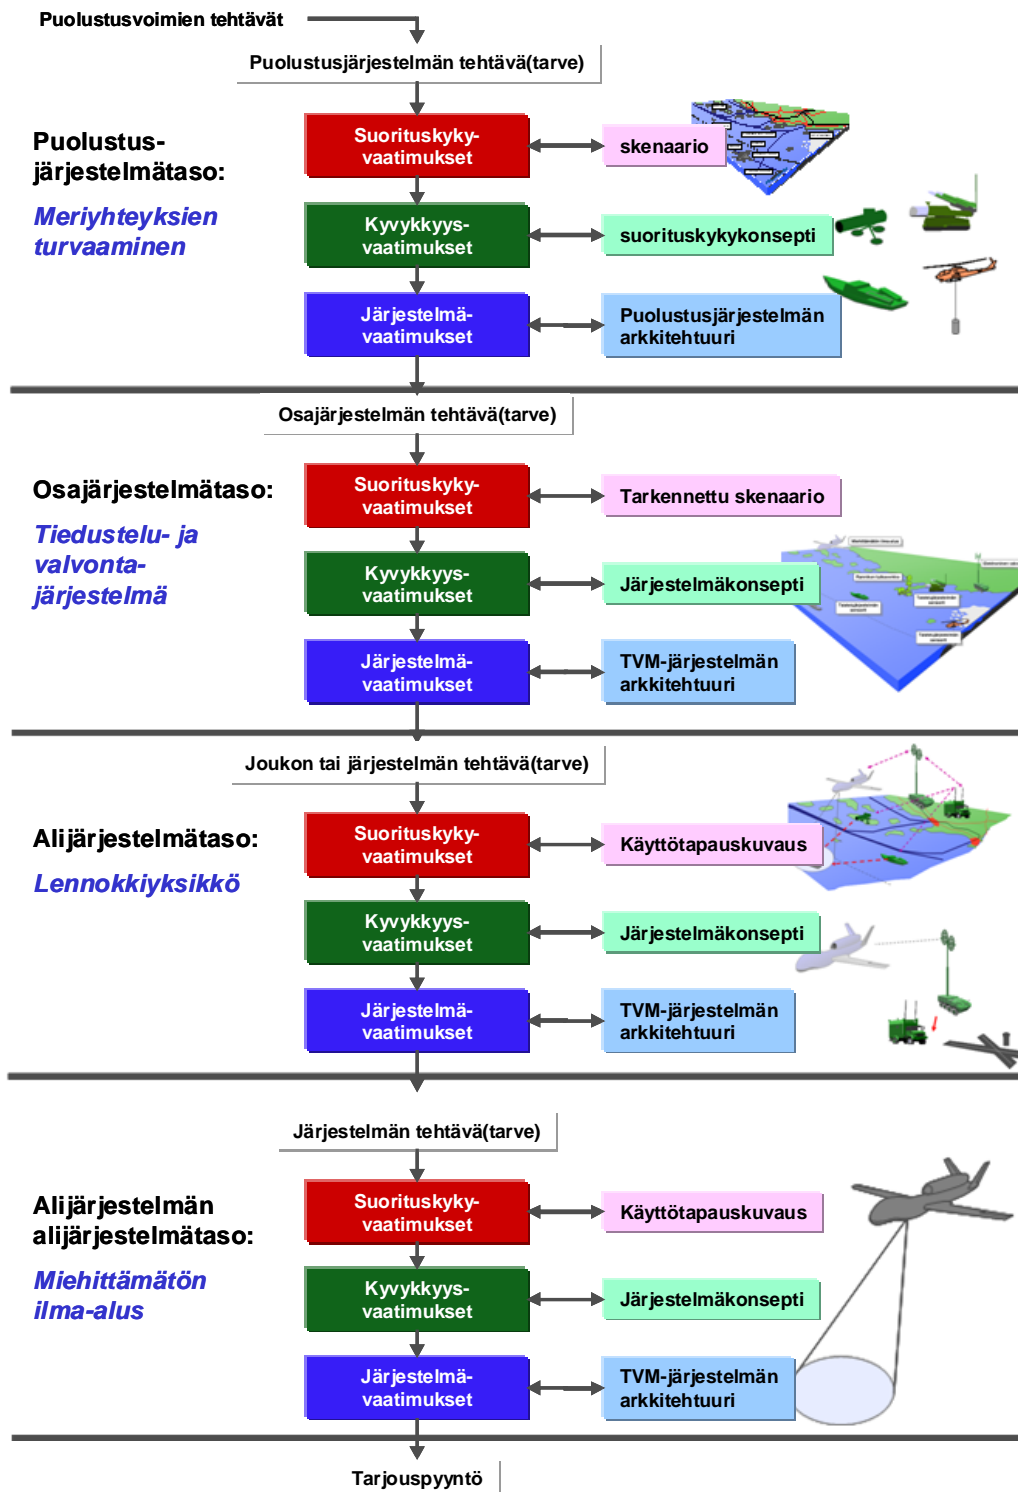 Puolustusvoimien tehtävät
Puolustusjärjestelmän tehtävä(tarve)
Puolustus-
järjestelmätaso:
Meriyhteyksien
turvaaminen
Suorituskyky-
vaatimukset
skenaario
Kyvykkyys-
vaatimukset
suorituskykykonsepti
Järjestelmä-
vaatimukset
Puolustusjärjestelmän
arkkitehtuuri
Osajärjestelmän tehtävä(tarve)
Osajärjestelmätaso:
Tiedustelu- ja
valvonta-
järjestelmä
Suorituskyky-
vaatimukset
Tarkennettu skenaario
Kyvykkyys-
vaatimukset
Järjestelmäkonsepti
Järjestelmä-
vaatimukset
TVM-järjestelmän
arkkitehtuuri
Joukon tai järjestelmän tehtävä(tarve)
Alijärjestelmätaso:
Lennokkiyksikkö
Suorituskyky-
vaatimukset
Käyttötapauskuvaus
Kyvykkyys-
vaatimukset
Järjestelmäkonsepti
Järjestelmä-
vaatimukset
TVM-järjestelmän
arkkitehtuuri
Järjestelmän tehtävä(tarve)
Alijärjestelmän
alijärjestelmätaso:
Miehittämätön
ilma-alus
Suorituskyky-
vaatimukset
Käyttötapauskuvaus
Kyvykkyys-
vaatimukset
Järjestelmäkonsepti
Järjestelmä-
vaatimukset
TVM-järjestelmän
arkkitehtuuri
Tarjouspyyntö